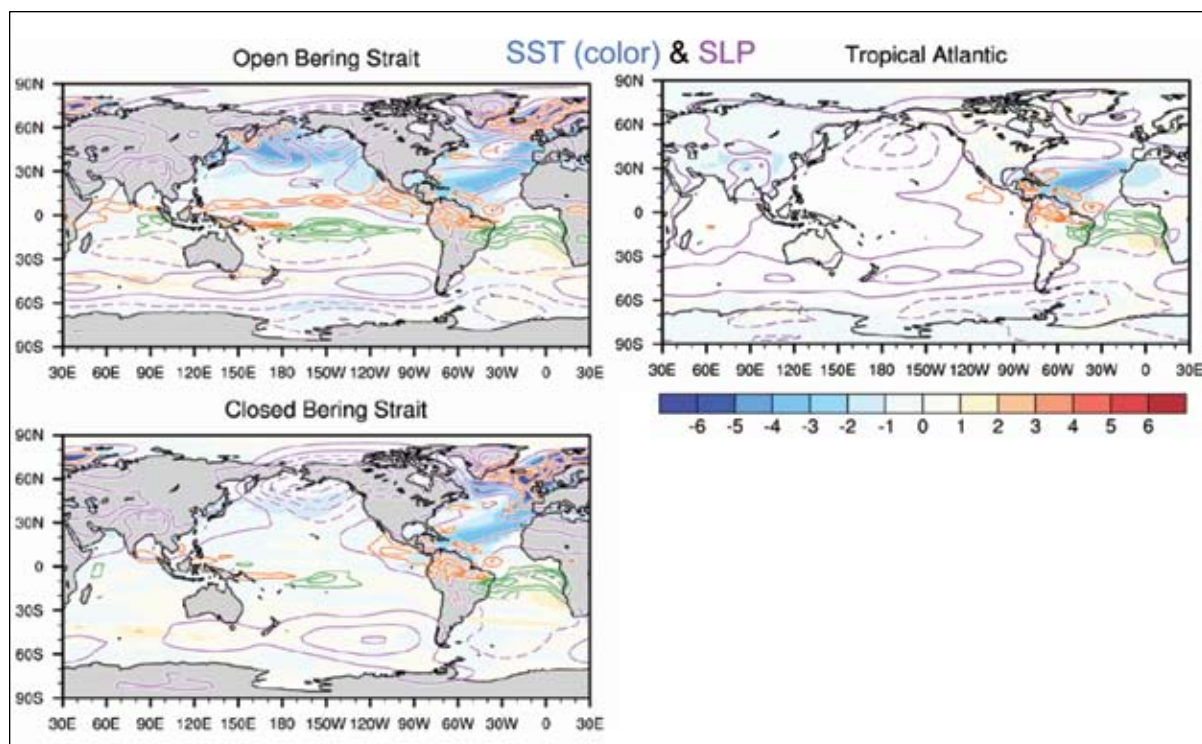 Open Bering Strait
SST (color) & SLP
Tropical Atlantic
90N
60N
30N
0
30S
60S
90S
30E 60E 90E 120E 150E 180 150W 120W 90W 60W 30W 0 30E
90N
60N
30N
0
30S
60S
90S
30E 60E 90E 120E 150E 180 150W 120W 90W 60W 30W 0 30E
-6 -5 -4 -3 -2 -1 0 1 2 3 4 5 6
Closed Bering Strait
90N
60N
30N
0
30S
60S
90S
30E 60E 90E 120E 150E 180 150W 120W 90W 60W 30W 0 30E